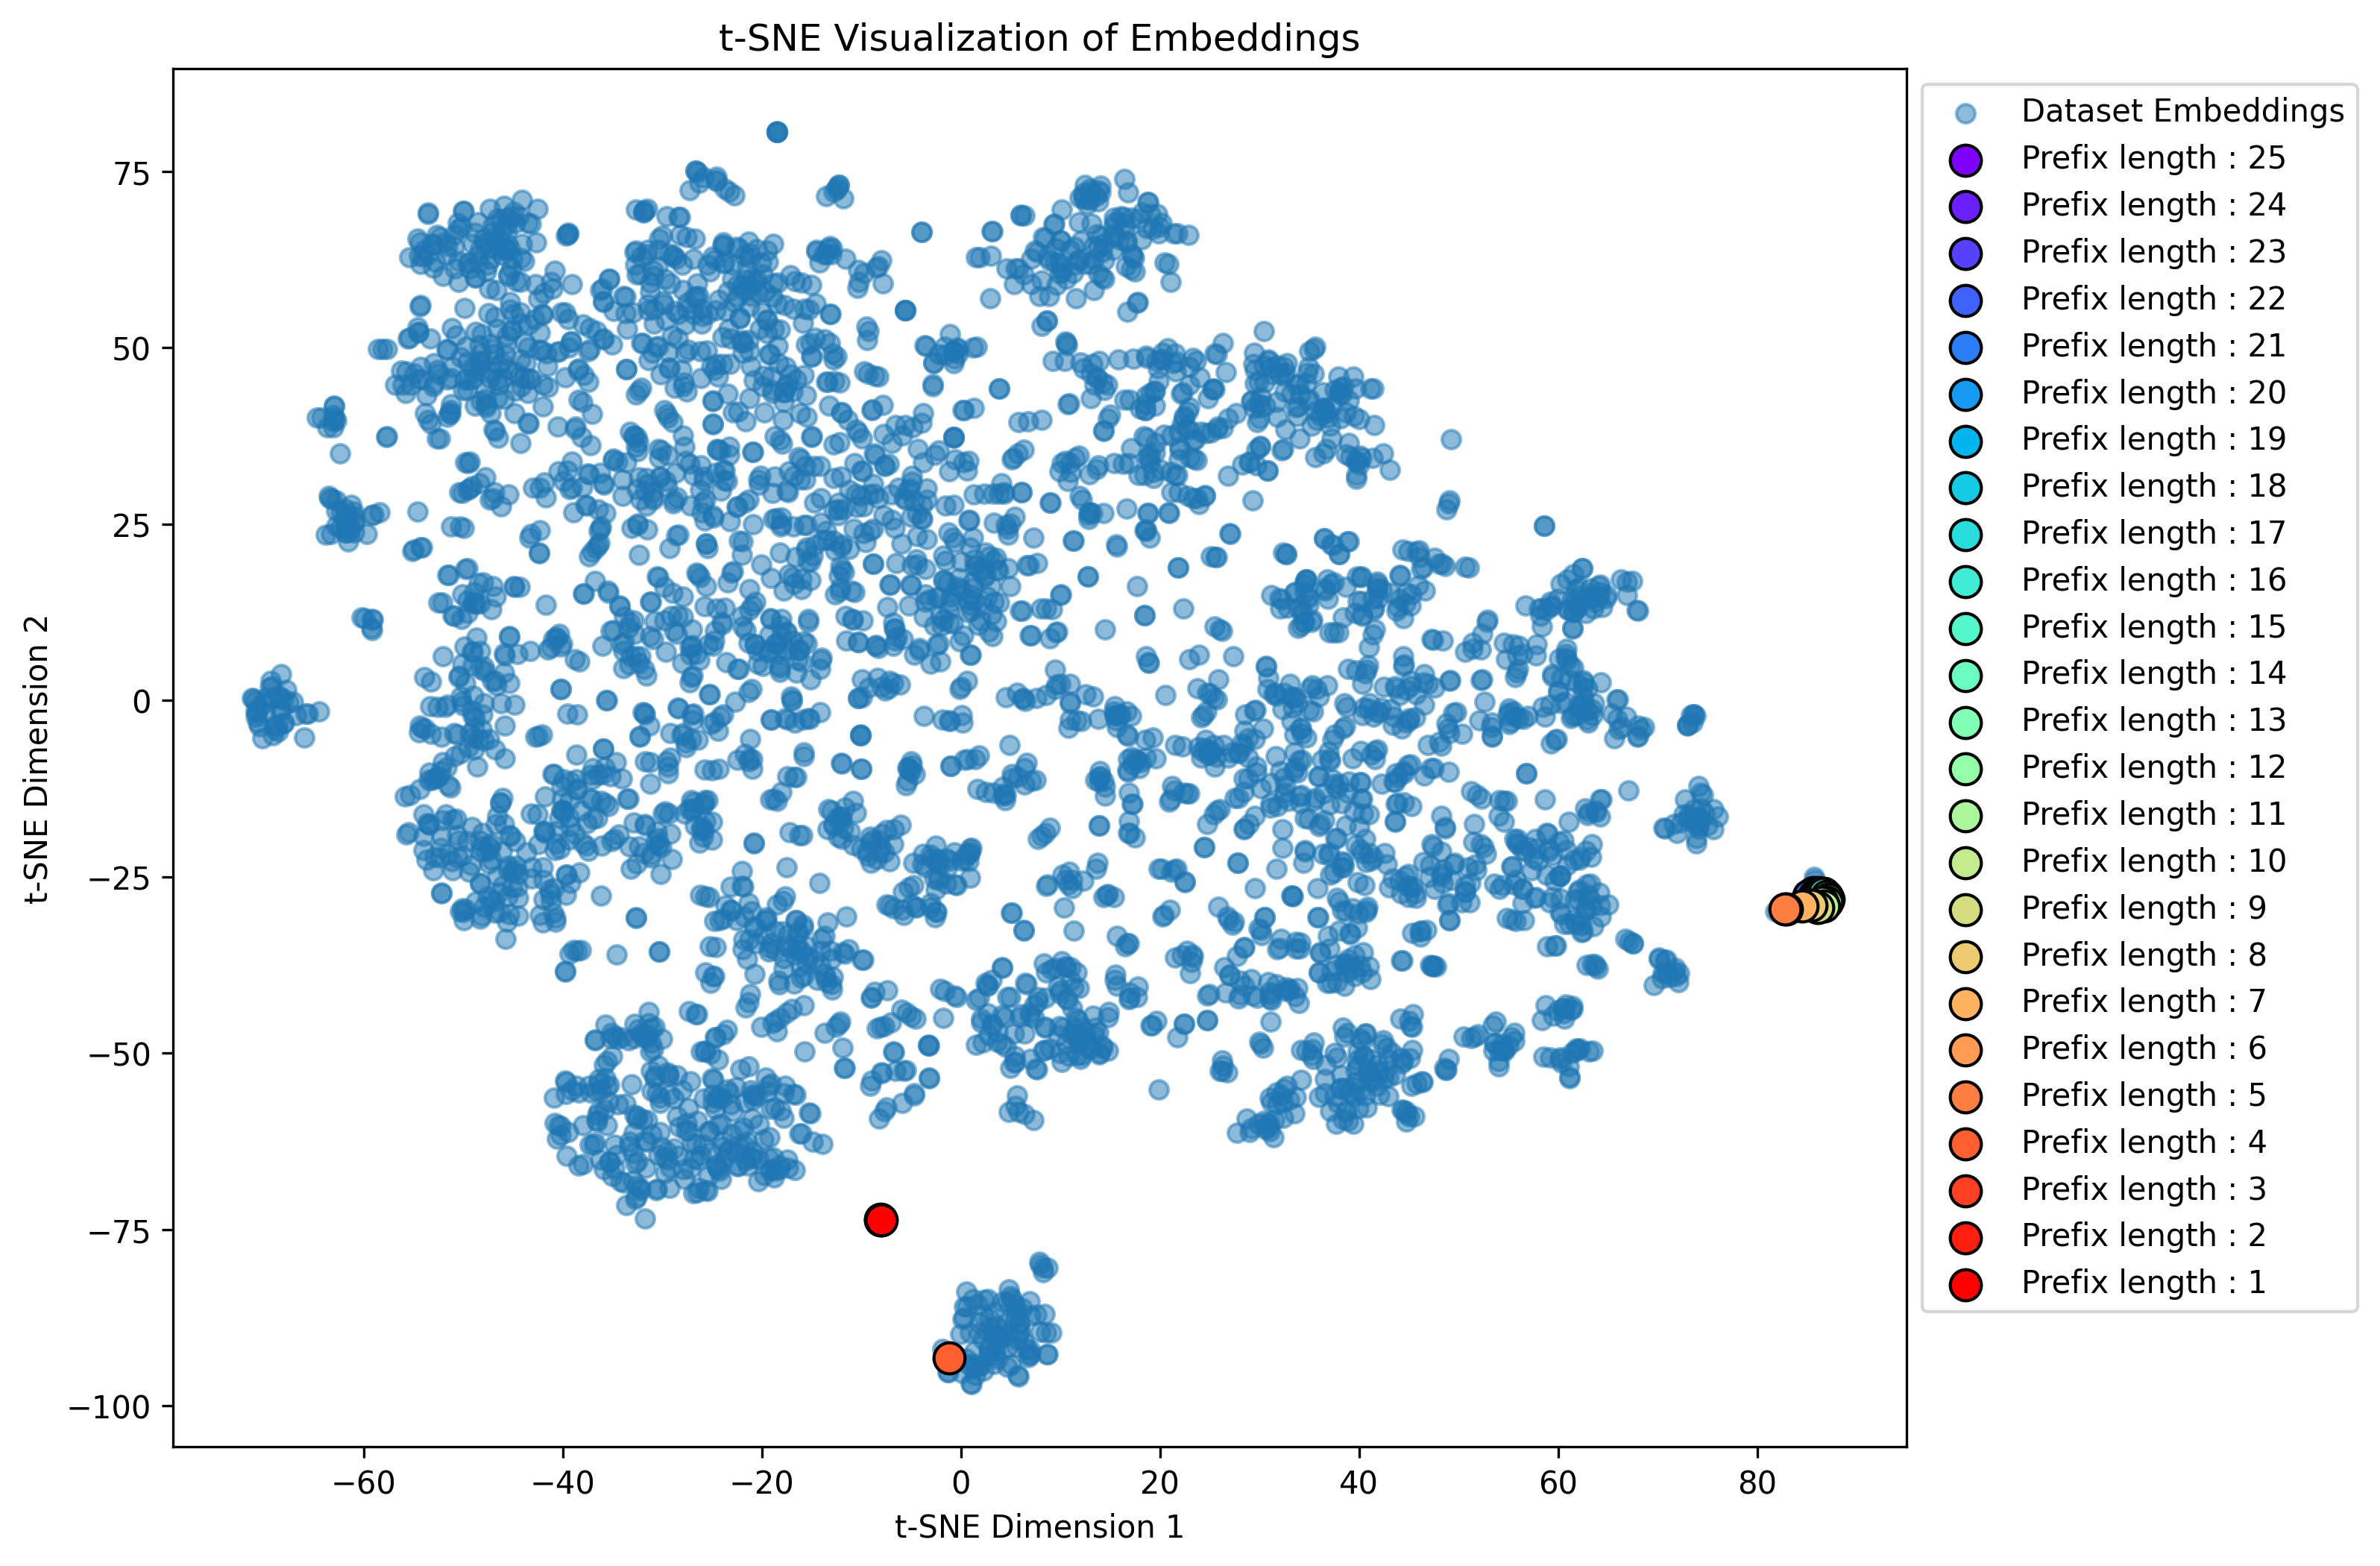 t-SNE Visualization of Embeddings
t-SNE Dimension 2
75
50
25
0
−25
−50
−75
−100
−60
−40
−20
0
20
40
60
80
t-SNE Dimension 1
Dataset Embeddings
Prefix length : 25
Prefix length : 24
Prefix length : 23
Prefix length : 22
Prefix length : 21
Prefix length : 20
Prefix length : 19
Prefix length : 18
Prefix length : 17
Prefix length : 16
Prefix length : 15
Prefix length : 14
Prefix length : 13
Prefix length : 12
Prefix length : 11
Prefix length : 10
Prefix length : 9
Prefix length : 8
Prefix length : 7
Prefix length : 6
Prefix length : 5
Prefix length : 4
Prefix length : 3
Prefix length : 2
Prefix length : 1